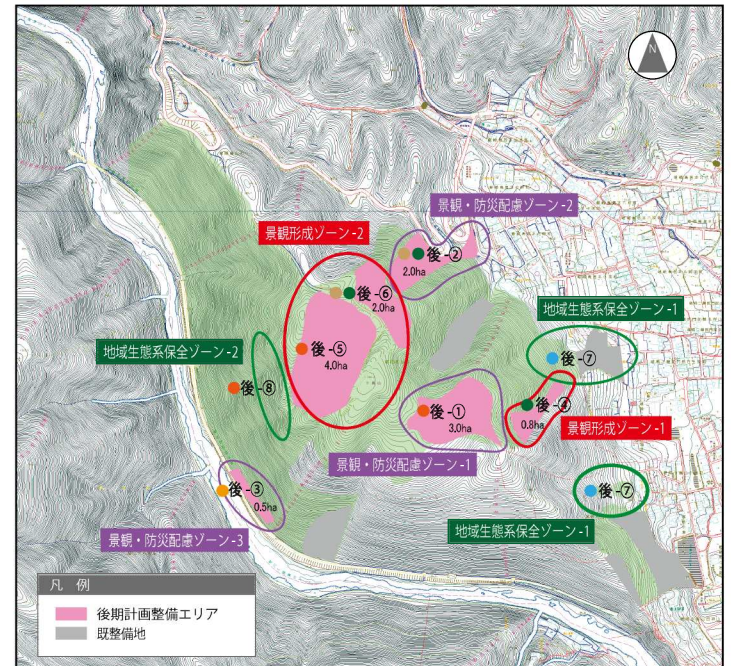 N
景観・防災配慮ゾーン-2
景観形成ゾーン-2
後-②
2.0ha
後-⑥
2.0ha
地域生態系保全ゾーン-1
地域生態系保全ゾーン-2
後-⑤
4.0ha
後-⑦
後-⑧
後-①
3.0ha
後-④
0.8ha
景観形成ゾーン-1
景観・防災配慮ゾーン-1
後-③
0.5ha
後-⑦
地域生態系保全ゾーン-1
景観・防災配慮ゾーン-3
凡 例
後期計画整備エリア
既整備地